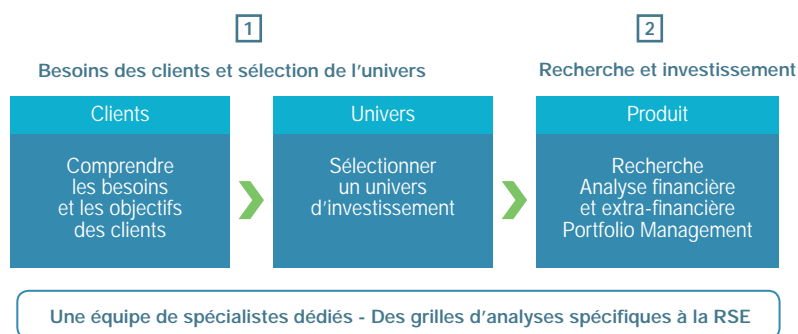 1
Besoins des clients et sélection de l'univers
2
Recherche et investissement
Clients
Comprendre
les besoins
et les objectifs
des clients
Univers
Sélectionner
un univers
d'investissement
Produit
Recherche
Analyse financière
et extra-financière
Portfolio Management
Une équipe de spécialistes dédiés - Des grilles d'analyses spécifiques à la RSE